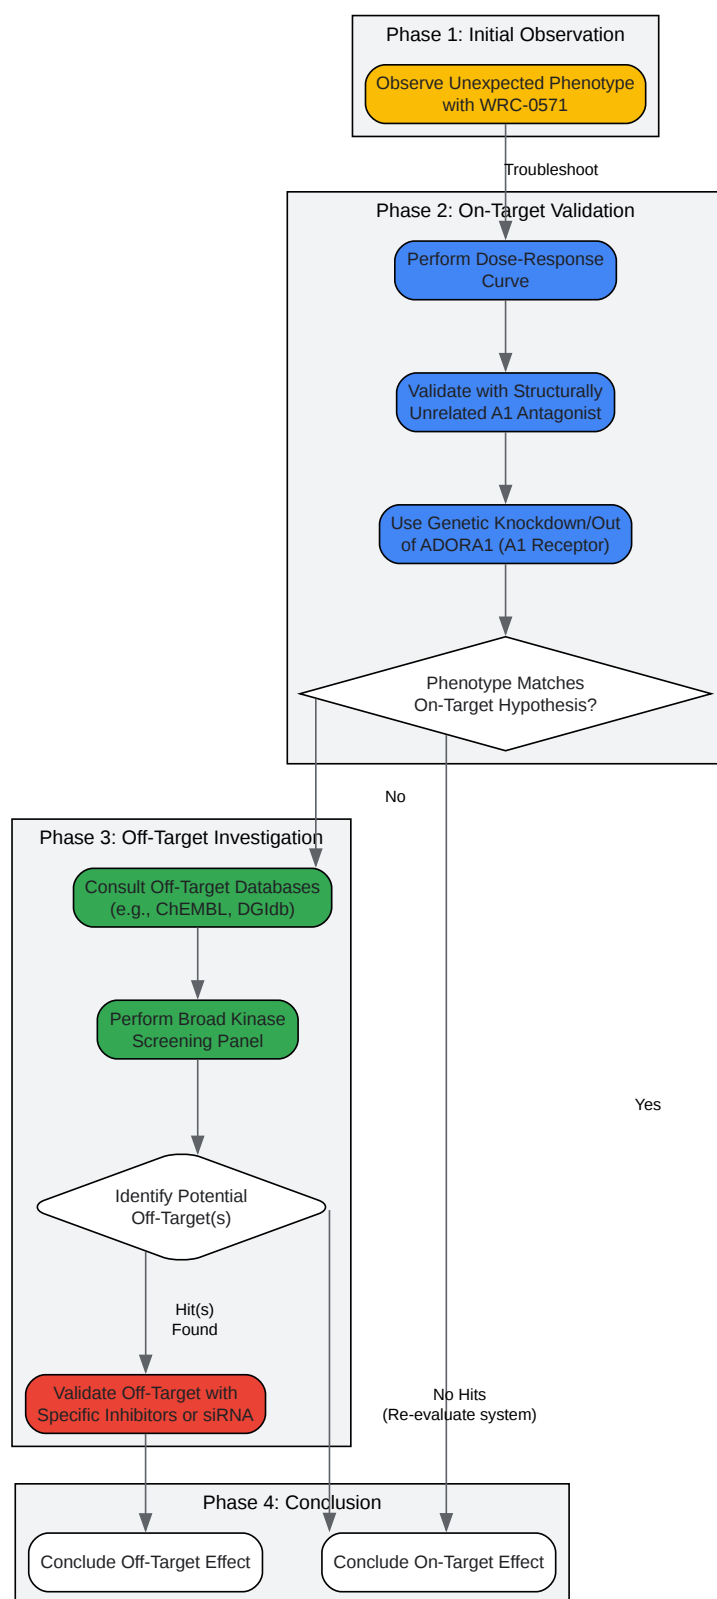 Phase 1: Initial Observation
Observe Unexpected Phenotype
with WRC-0571
Troubleshoot
Phase 2: On-Target Validation
Perform Dose-Response
Curve
Validate with Structurally
Unrelated A1 Antagonist
Use Genetic Knockdown/Out
of ADORA1 (A1 Receptor)
Phenotype Matches
On-Target Hypothesis?
No
Phase 3: Off-Target Investigation
Consult Off-Target Databases
(e.g., ChEMBL, DGIdb)
Perform Broad Kinase
Screening Panel
Yes
Identify Potential
Off-Target(s)
Hit(s)
Found
Validate Off-Target with
Specific Inhibitors or siRNA
No Hits
(Re-evaluate system)
Phase 4: Conclusion
Conclude Off-Target Effect
Conclude On-Target Effect